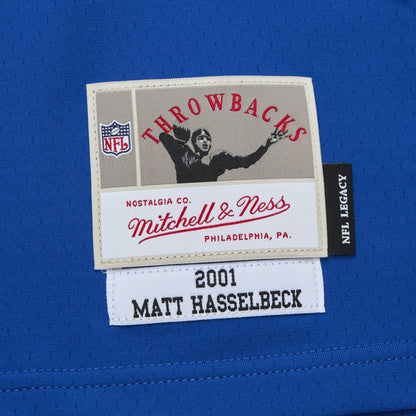 THROWBACKS
NFL
NOSTALGIA CO.
Mitchell & Ness
PHILADELPHIA, PA.
NFL LEGACY
2001
MATT HASSELBECK